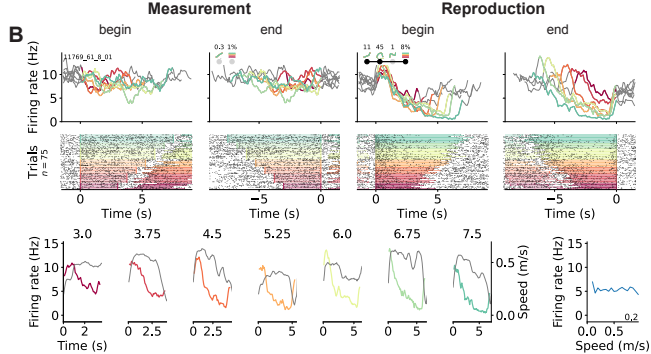 Measurement Reproduction
B
begin end begin end
11769_61_8_01
0.3 1%
11 45 1 8%
Firing rate (Hz)
10
5
0
Trials
n = 75
0 5 −5 0 0 5 −5 0
Time (s) Time (s) Time (s) Time (s)
3.0 3.75 4.5 5.25 6.0 6.75 7.5
Firing rate (Hz)
15
10
5
0
0 2 0.0 2.5 0.0 2.5 0 5 0 5 0 5 0 5
Time (s)
0.5
0.0
Speed (m/s)
Firing rate (Hz)
15
10
5
0
0,2
0.0 0.5
Speed (m/s)